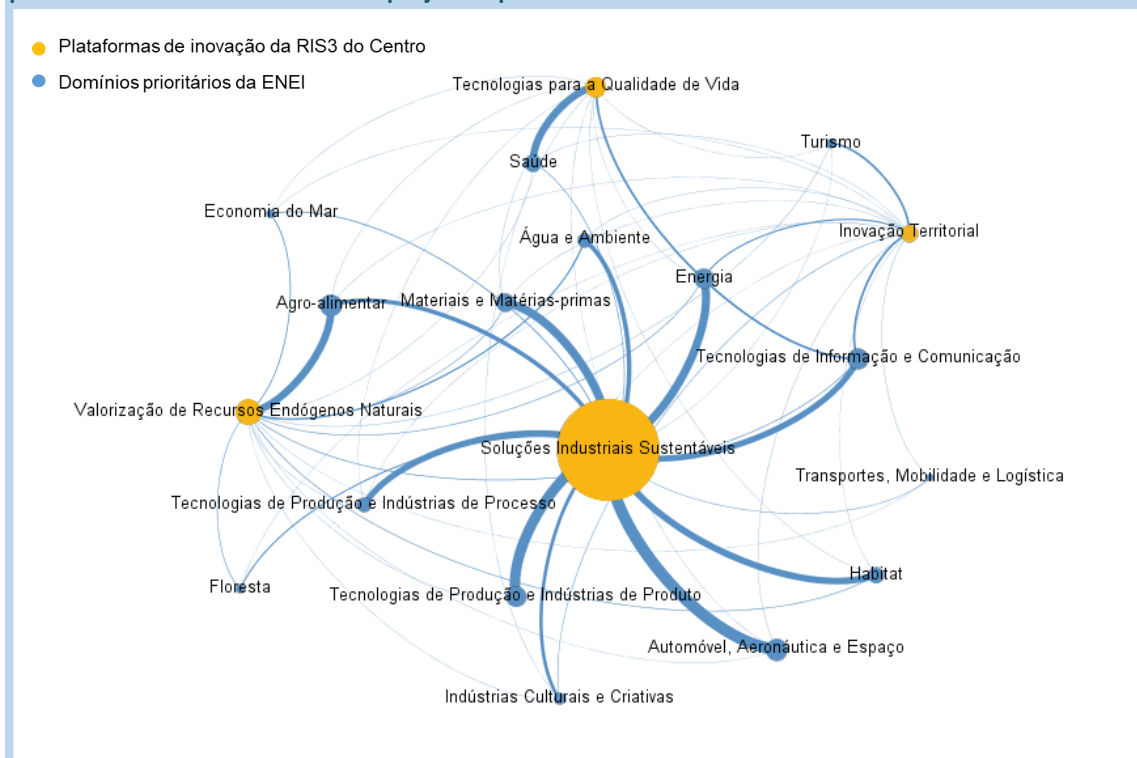 Plataformas de inovação da RIS3 do Centro
Domínios prioritários da ENEI
Tecnologias para a Qualidade de Vida
Turismo
Saúde
Economia do Mar
Inovação Territorial
Água e Ambiente
Energia
Agro-alimentar
Materiais e Matérias-primas
Tecnologias de Informação e Comunicação
Valorização de Recursos Endógenos Naturais
Soluções Industriais Sustentáveis
Transportes, Mobilidade e Logística
Tecnologias de Produção e Indústrias de Processo
Habitat
Floresta
Tecnologias de Produção e Indústrias de Produto
Automóvel, Aeronáutica e Espaço
Indústrias Culturais e Criativas